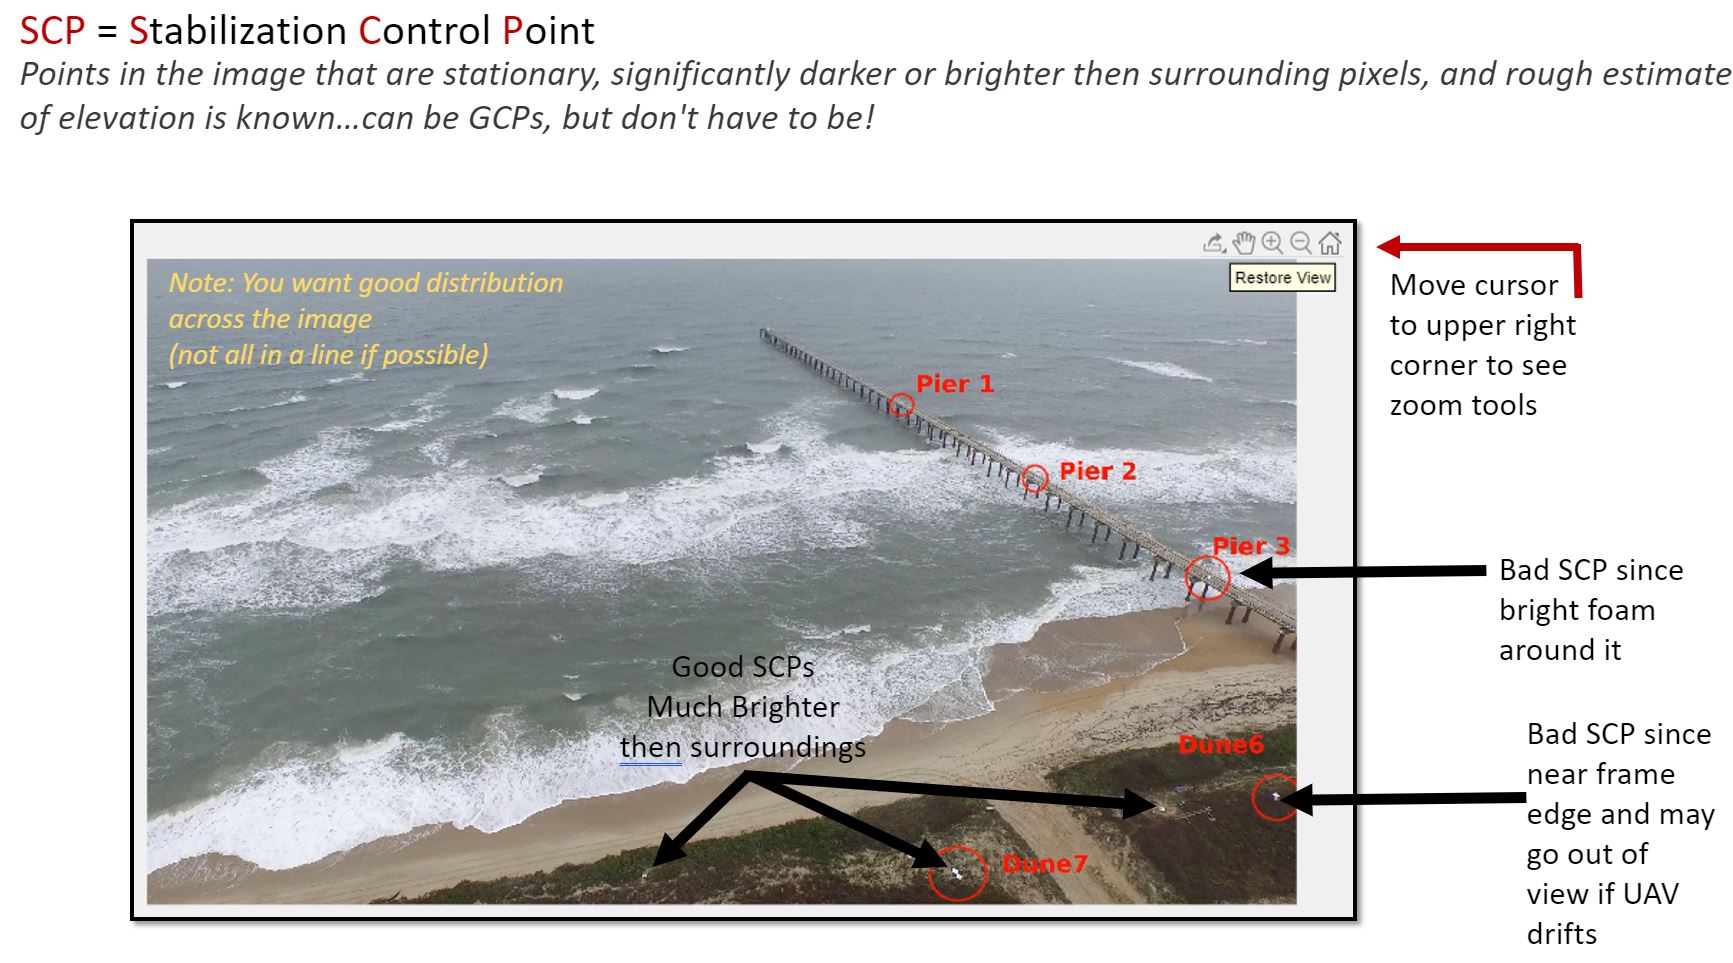 SCP = Stabilization Control Point
Points in the image that are stationary, significantly darker or brighter then surrounding pixels, and rough estimate
of elevation is known...can be GCPs, but don't have to be!
Restore View
Note: You want good distribution
across the image
(not all in a line if possible)
Move cursor
to upper right
corner to see
zoom tools
Pier 1
Pier 2
Pier 3
Bad SCP since
bright foam
around it
Good SCPs
Much Brighter
then surroundings
Dune6
Bad SCP since
near frame
edge and may
go out of
view if UAV
drifts
Dune7